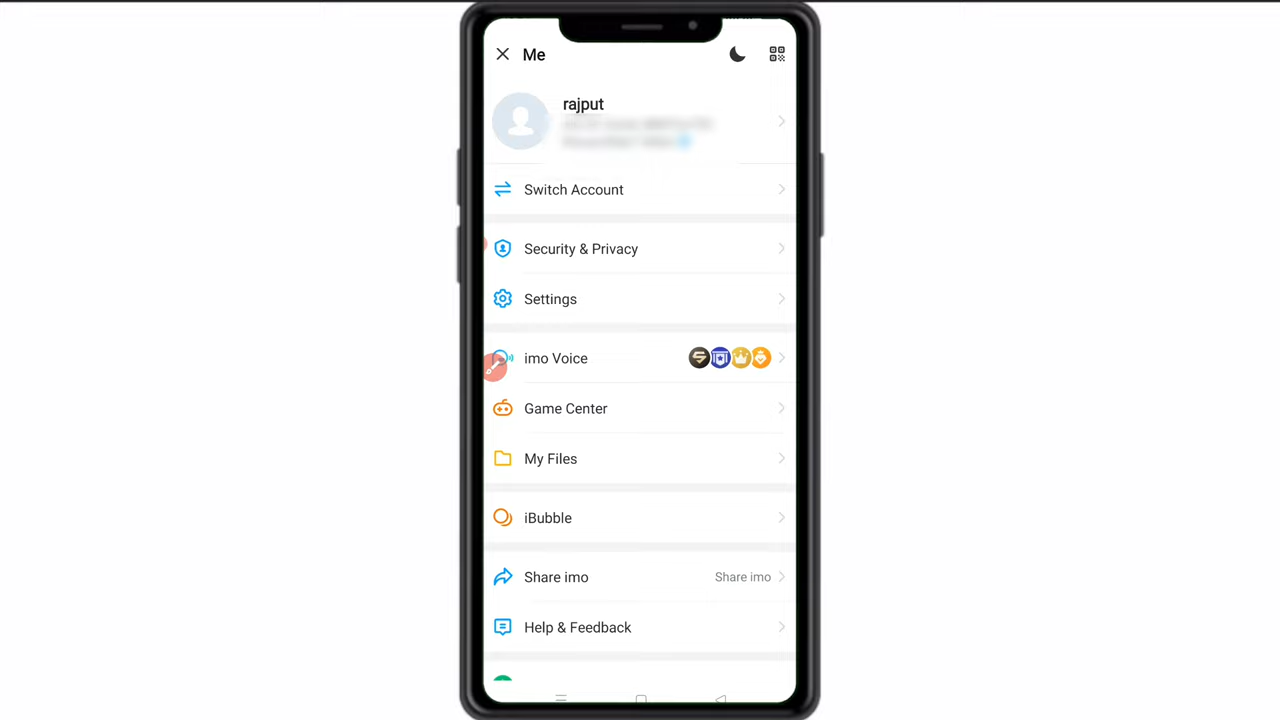 Me
rajput
Switch Account
Security & Privacy
Settings
imo Voice
Game Center
My Files
iBubble
Share imo Share imo
Help & Feedback